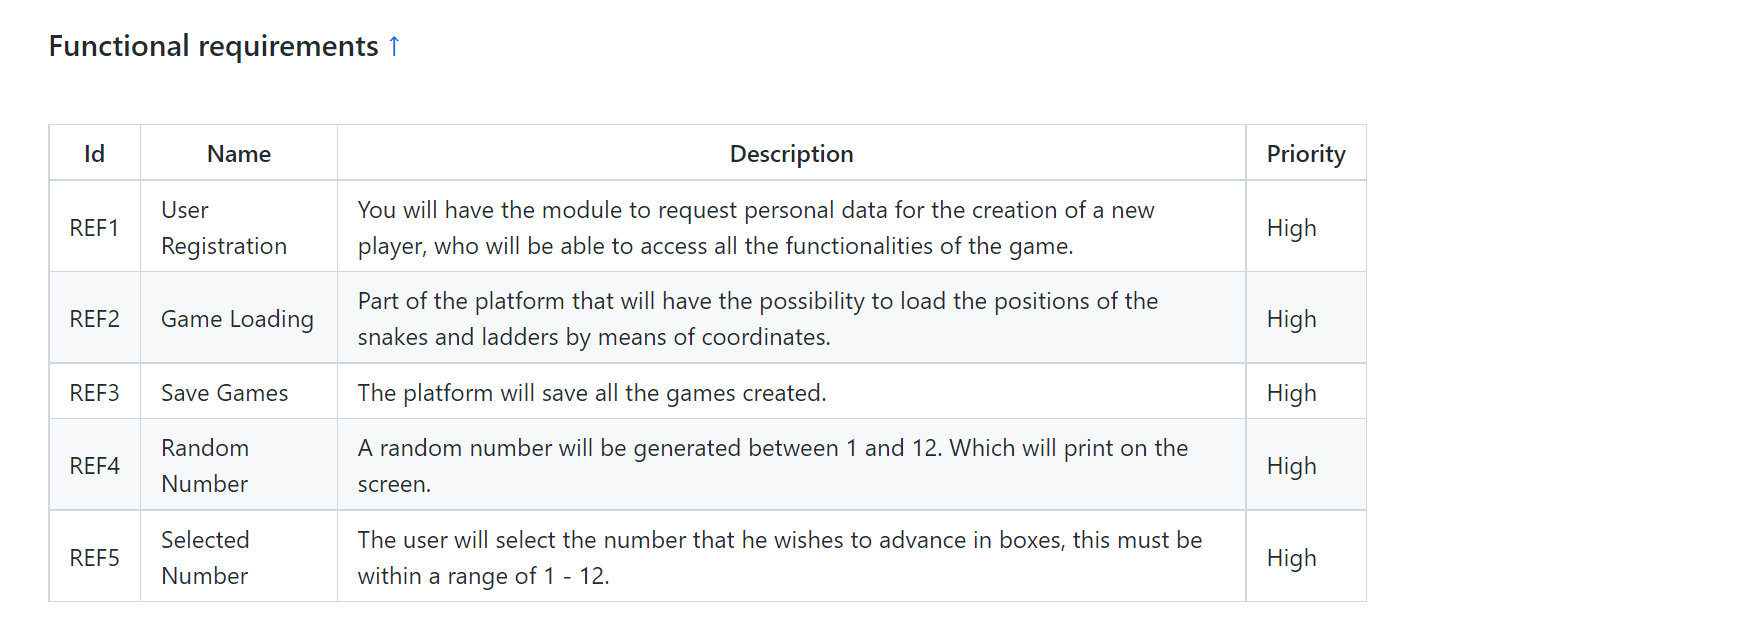 Functional requirements ↑
Id Name Description Priority
REF1 User Registration You will have the module to request personal data for the creation of a new player, who will be able to access all the functionalities of the game. High
REF2 Game Loading Part of the platform that will have the possibility to load the positions of the snakes and ladders by means of coordinates. High
REF3 Save Games The platform will save all the games created. High
REF4 Random Number A random number will be generated between 1 and 12. Which will print on the screen. High
REF5 Selected Number The user will select the number that he wishes to advance in boxes, this must be within a range of 1 - 12. High